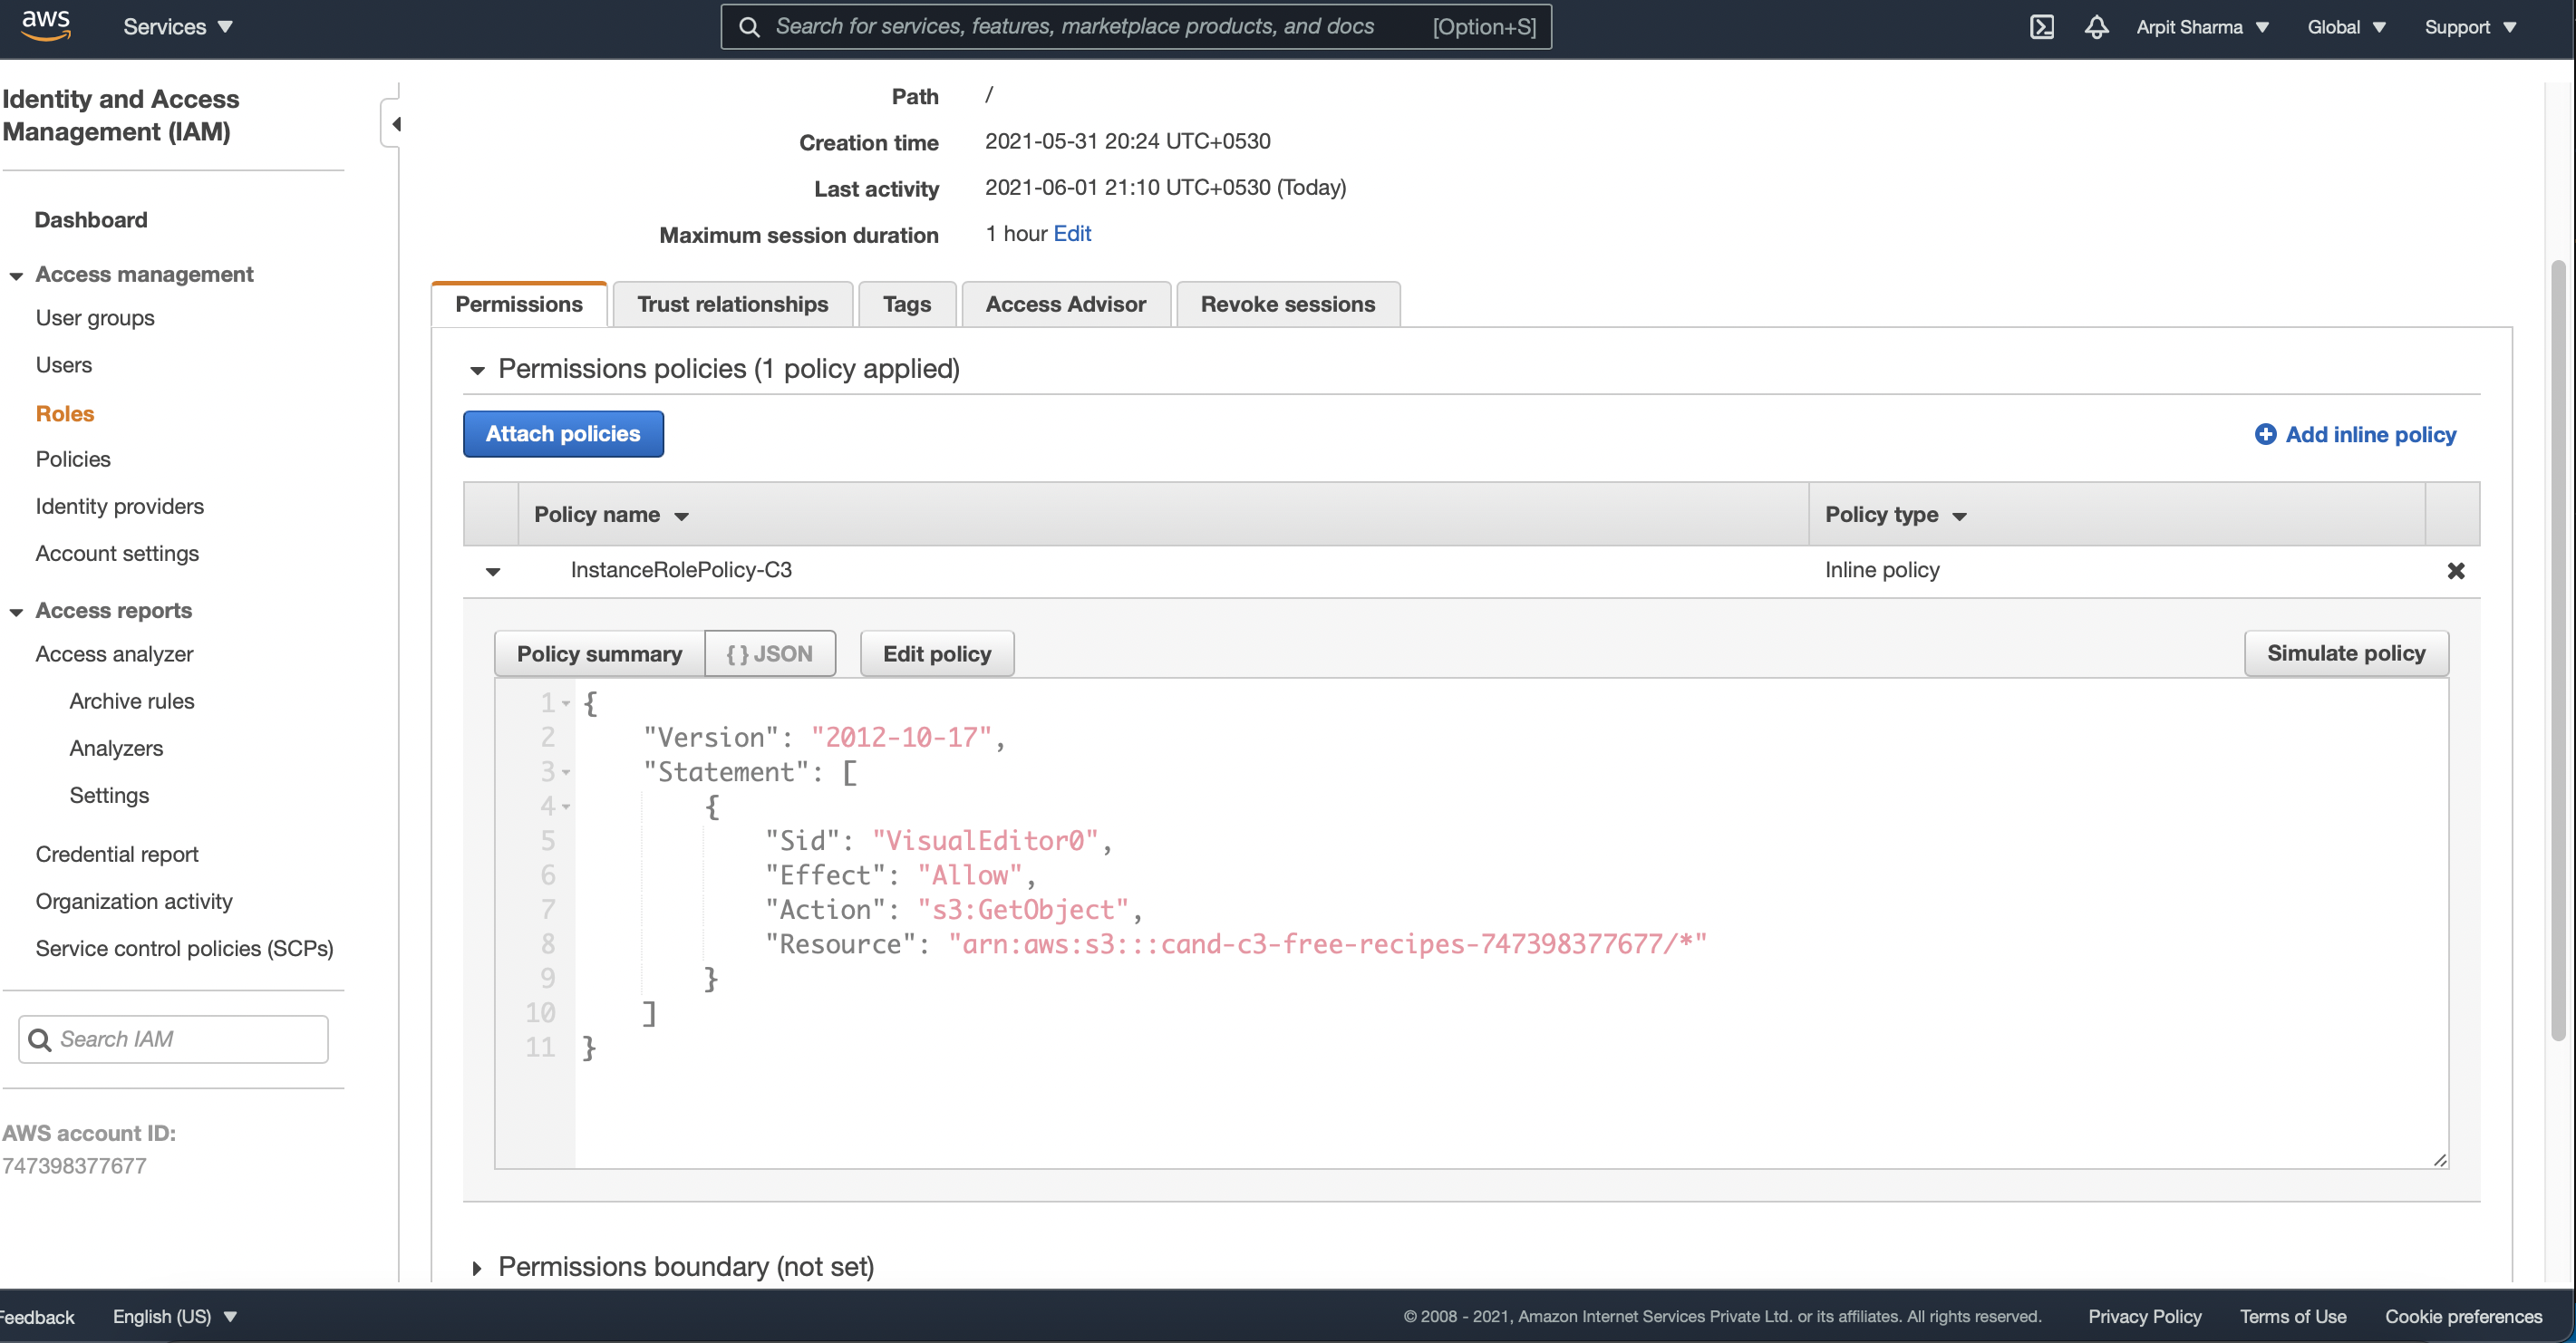 aws
Services
Search for services, features, marketplace products, and docs [Option+S]
Arpit Sharma
Global
Support
Identity and Access
Management (IAM)
Dashboard
Access management
User groups
Users
Roles
Policies
Identity providers
Account settings
Access reports
Access analyzer
Archive rules
Analyzers
Settings
Credential report
Organization activity
Service control policies (SCPs)
Search IAM
AWS account ID:
747398377677
Path /
Creation time 2021-05-31 20:24 UTC+0530
Last activity 2021-06-01 21:10 UTC+0530 (Today)
Maximum session duration 1 hour Edit
Permissions
Trust relationships
Tags
Access Advisor
Revoke sessions
Permissions policies (1 policy applied)
Attach policies
Add inline policy
Policy name
Policy type
InstanceRolePolicy-C3
Inline policy
Policy summary
{ } JSON
Edit policy
Simulate policy
1 {
2 "Version": "2012-10-17",
3 "Statement": [
4 {
5 "Sid": "VisualEditor0",
6 "Effect": "Allow",
7 "Action": "s3:GetObject",
8 "Resource": "arn:aws:s3:::cand-c3-free-recipes-747398377677/*"
9 }
10 ]
11 }
Permissions boundary (not set)
Feedback
English (US)
© 2008 - 2021, Amazon Internet Services Private Ltd. or its affiliates. All rights reserved.
Privacy Policy
Terms of Use
Cookie preferences